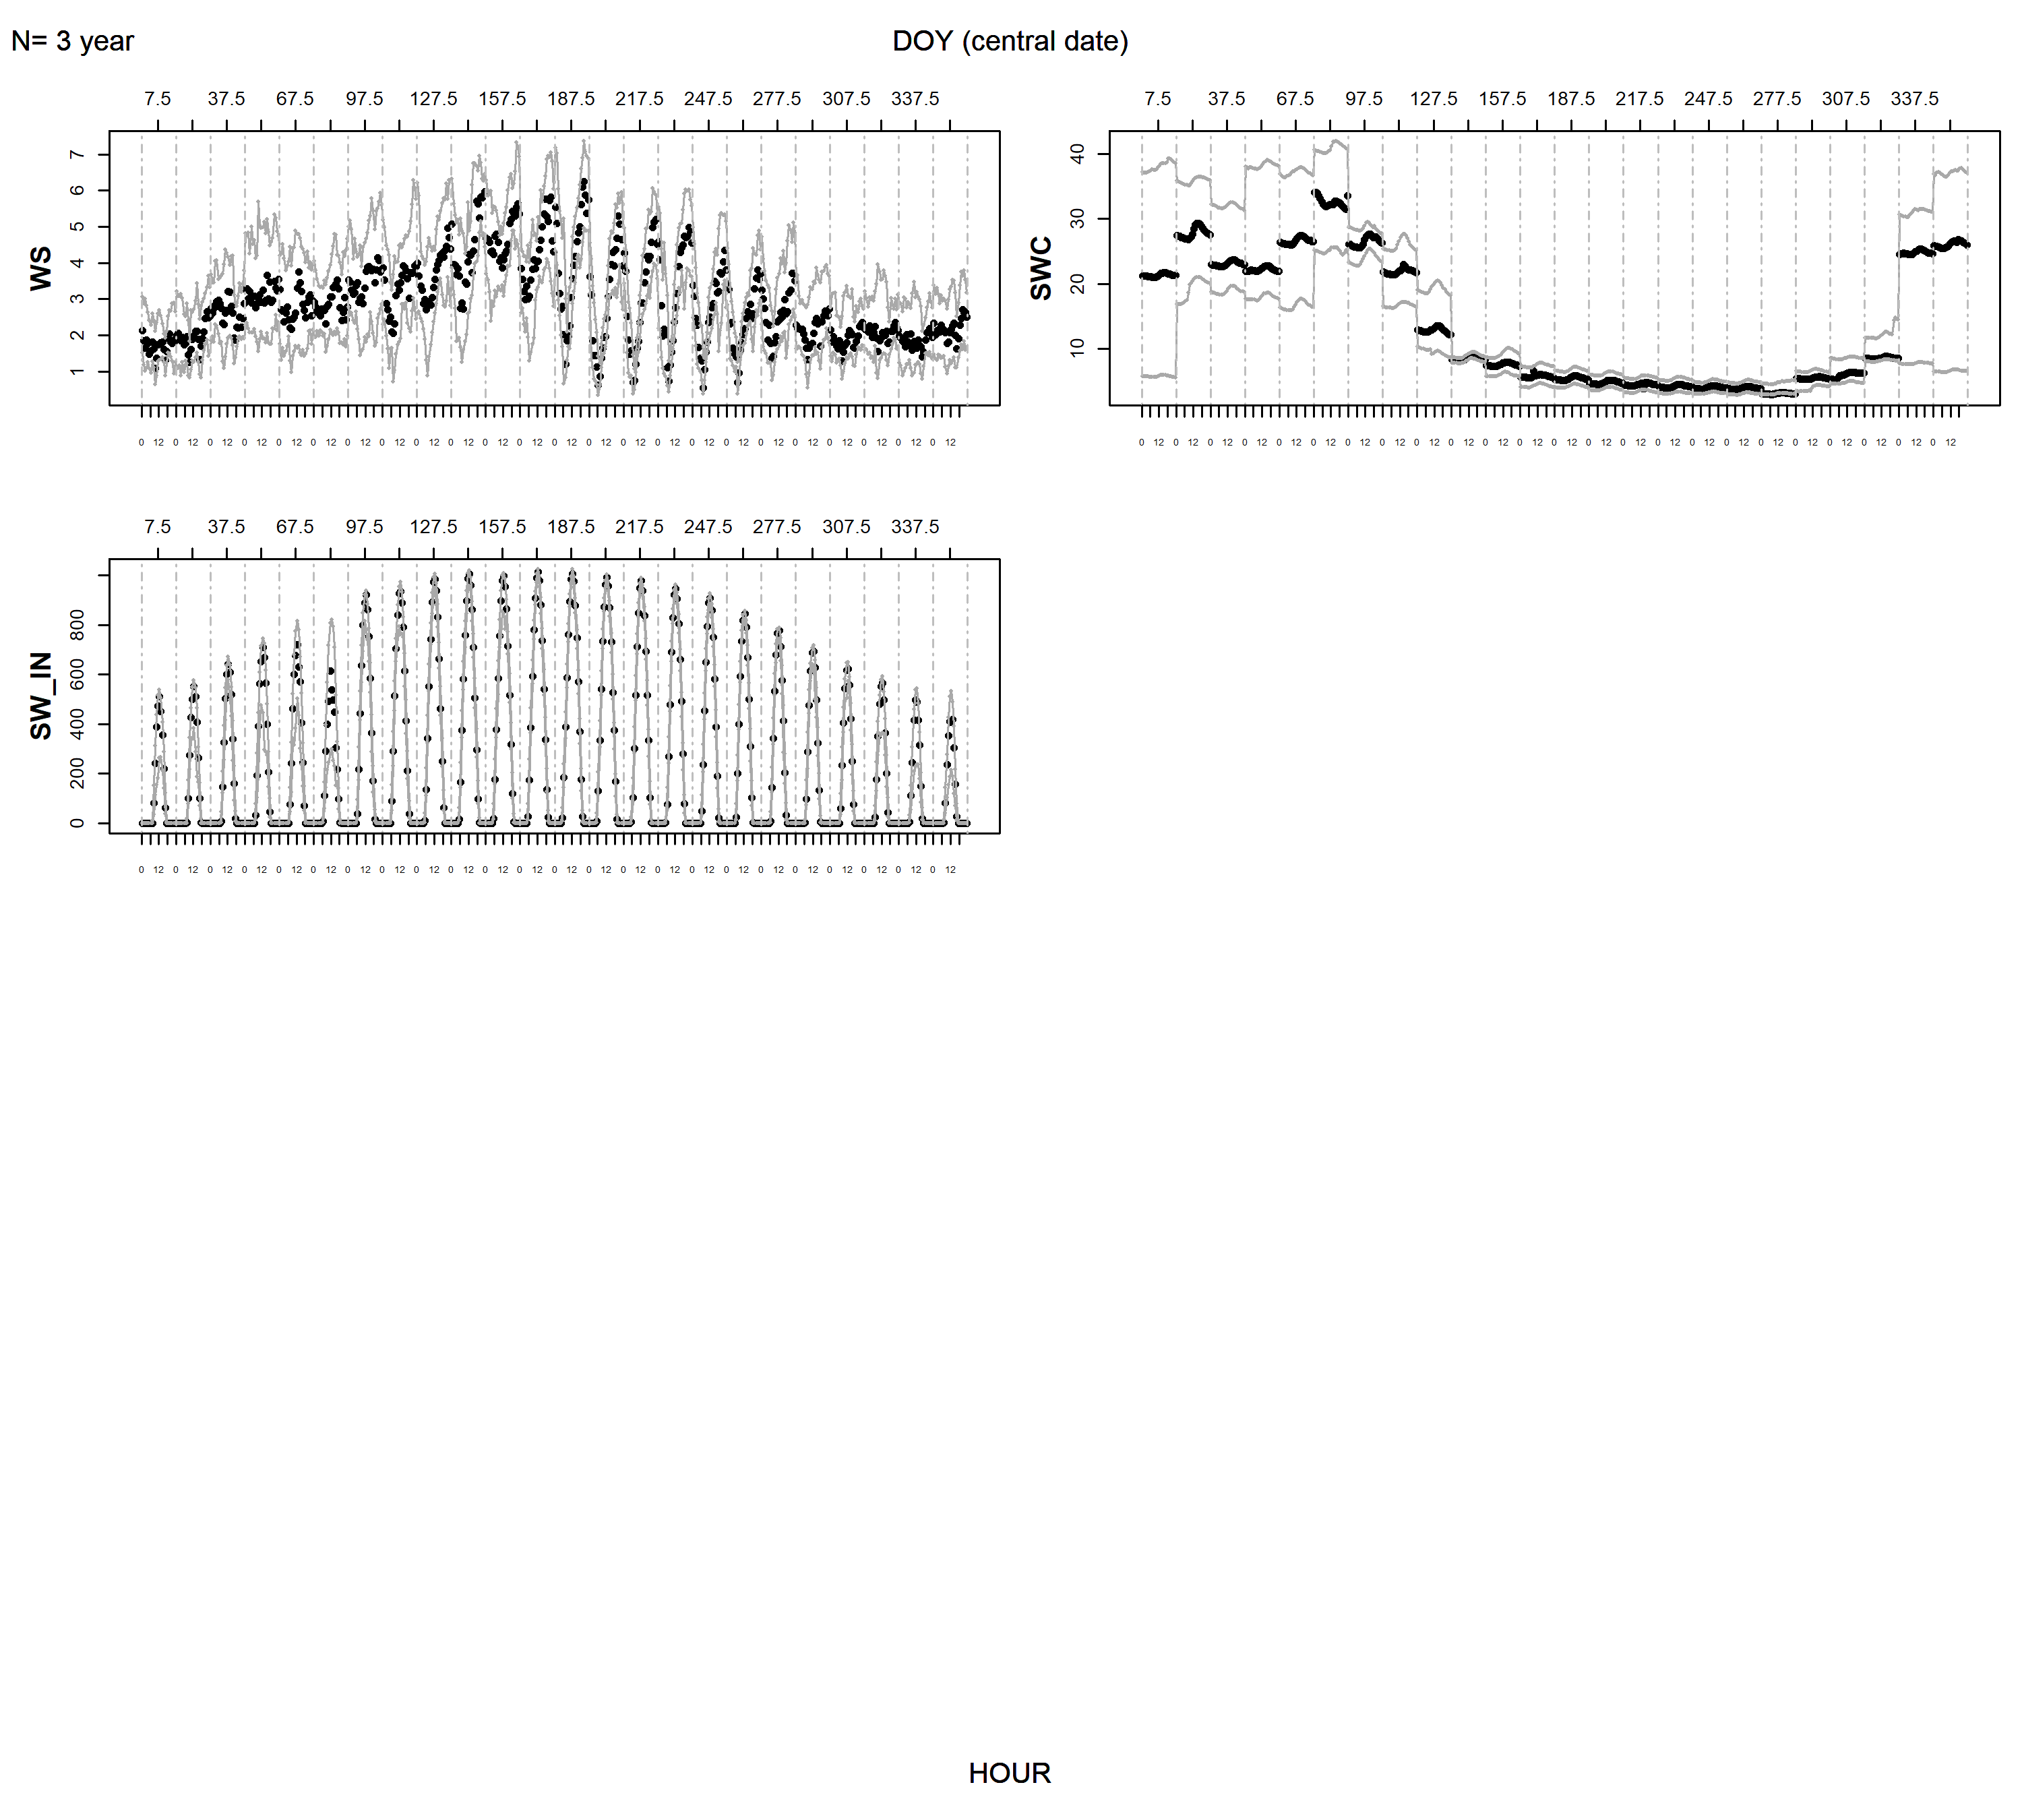 N= 3 year
DOY (central date)
7.5 37.5 67.5 97.5 127.5 157.5 187.5 217.5 247.5 277.5 307.5 337.5
WS
7
6
5
4
3
2
1
0 12 0 12 0 12 0 12 0 12 0 12 0 12 0 12 0 12 0 12 0 12 0 12 0 12 0 12 0 12 0 12 0 12 0 12 0 12 0 12 0 12 0 12 0 12 0 12
7.5 37.5 67.5 97.5 127.5 157.5 187.5 217.5 247.5 277.5 307.5 337.5
SWC
40
30
20
10
0 12 0 12 0 12 0 12 0 12 0 12 0 12 0 12 0 12 0 12 0 12 0 12 0 12 0 12 0 12 0 12 0 12 0 12 0 12 0 12 0 12 0 12 0 12 0 12
7.5 37.5 67.5 97.5 127.5 157.5 187.5 217.5 247.5 277.5 307.5 337.5
SW_IN
800
600
400
200
0
0 12 0 12 0 12 0 12 0 12 0 12 0 12 0 12 0 12 0 12 0 12 0 12 0 12 0 12 0 12 0 12 0 12 0 12 0 12 0 12 0 12 0 12 0 12 0 12
HOUR